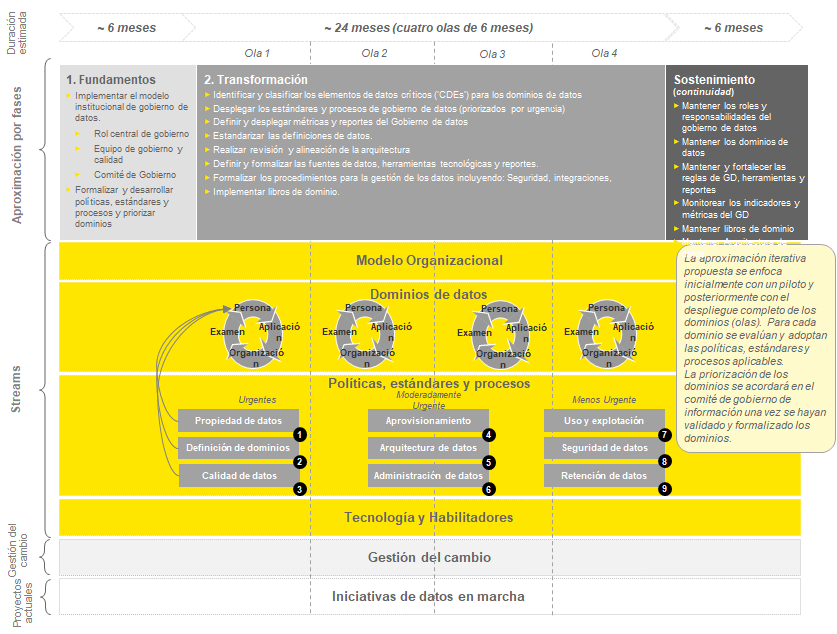 Duración
estimada
~ 6 meses
~ 24 meses (cuatro olas de 6 meses)
~ 6 meses
Ola 1
Ola 2
Ola 3
Ola 4
Aproximación por fases
1. Fundamentos
Implementar el modelo
institucional de gobierno de
datos.
Rol central de gobierno
Equipo de gobierno y
calidad
Comité de Gobierno
Formalizar y desarrollar
políticas, estándares y
procesos y priorizar
dominios
2. Transformación
Identificar y clasificar los elementos de datos críticos ('CDEs') para los dominios de datos
Desplegar los estándares y procesos de gobierno de datos (priorizados por urgencia)
Definir y desplegar métricas y reportes del Gobierno de datos
Estandarizar las definiciones de datos.
Realizar revisión y alineación de la arquitectura
Definir y formalizar las fuentes de datos, herramientas tecnológicas y reportes.
Formalizar los procedimientos para la gestión de los datos incluyendo: Seguridad, integraciones,
Implementar libros de dominio.
Sostenimiento
(continuidad)
Mantener los roles y
responsabilidades del
gobierno de datos
Mantener los dominios de
datos
Mantener y fortalecer las
reglas de GD, herramientas y
reportes
Monitorear los indicadores y
métricas del GD
Mantener libros de dominio
La aproximación iterativa
propuesta se enfoca
inicialmente con un piloto y
posteriormente con el
despliegue completo de los
dominios (olas). Para cada
dominio se evalúan y adoptan
las políticas, estándares y
procesos aplicables.
La priorización de los
dominios se acordará en el
comité de gobierno de
información una vez se hayan
validado y formalizado los
dominios.
Streams
Modelo Organizacional
Dominios de datos
Persona
Examen
Aplicació
n
Organizació
n
Persona
Examen
Aplicació
n
Organizació
n
Persona
Examen
Aplicació
n
Organizació
n
Persona
Examen
Aplicació
n
Organizació
n
Políticas, estándares y procesos
Urgentes
Moderadamente
Urgente
Menos Urgente
Propiedad de datos
1
Definición de dominios
2
Calidad de datos
3
Aprovisionamiento
4
Arquitectura de datos
5
Administración de datos
6
Uso y explotación
7
Seguridad de datos
8
Retención de datos
9
Tecnología y Habilitadores
Gestión del
cambio
Gestión del cambio
Proyectos
actuales
Iniciativas de datos en marcha